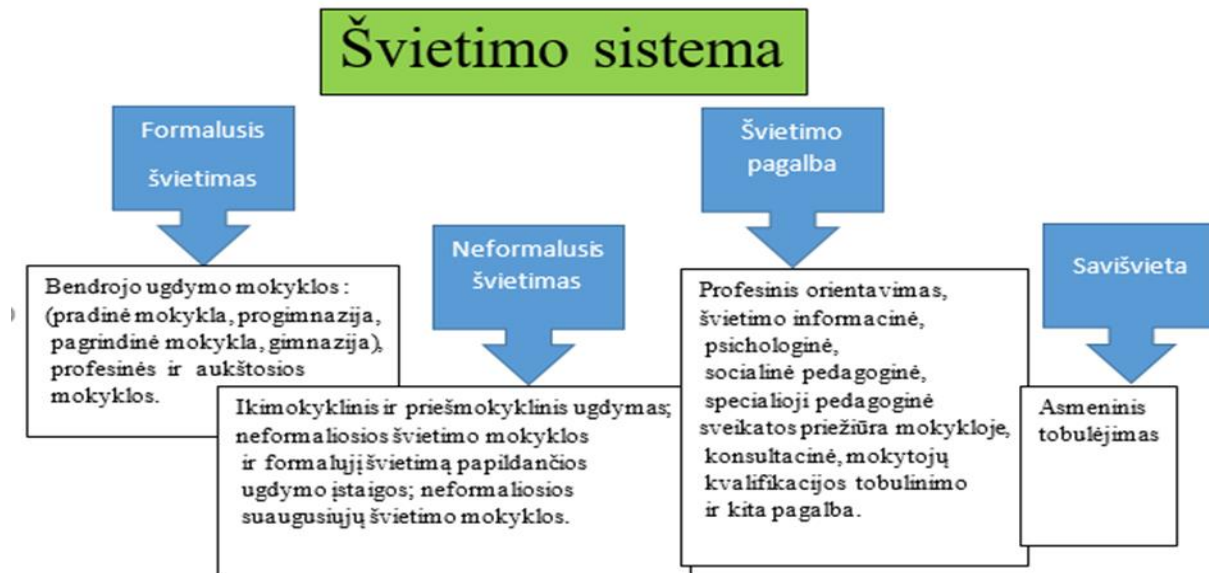 Švietimo sistema
Formalusis
švietimas
Bendrojo ugdymo mokyklos :
(pradinė mokykla, progimnazija,
pagrindinė mokykla, gimnazija),
profesinės ir aukštosios
mokyklos.
Neformalusis
švietimas
Ikimokyklinis ir priešmokyklinis ugdymas;
neformaliosios švietimo mokyklos
ir formalųjį švietimą papildančios
ugdymo įstaigos; neformaliosios
suaugusiųjų švietimo mokyklos.
Švietimo
pagalba
Profesinis orientavimas,
švietimo informacinė,
psichologinė,
socialinė pedagoginė,
specialioji pedagoginė
sveikatos priežiūra mokykloje,
konsultacinė, mokytojų
kvalifikacijos tobulinimo
ir kita pagalba.
Savišvieta
Asmeninis
tobulėjimas